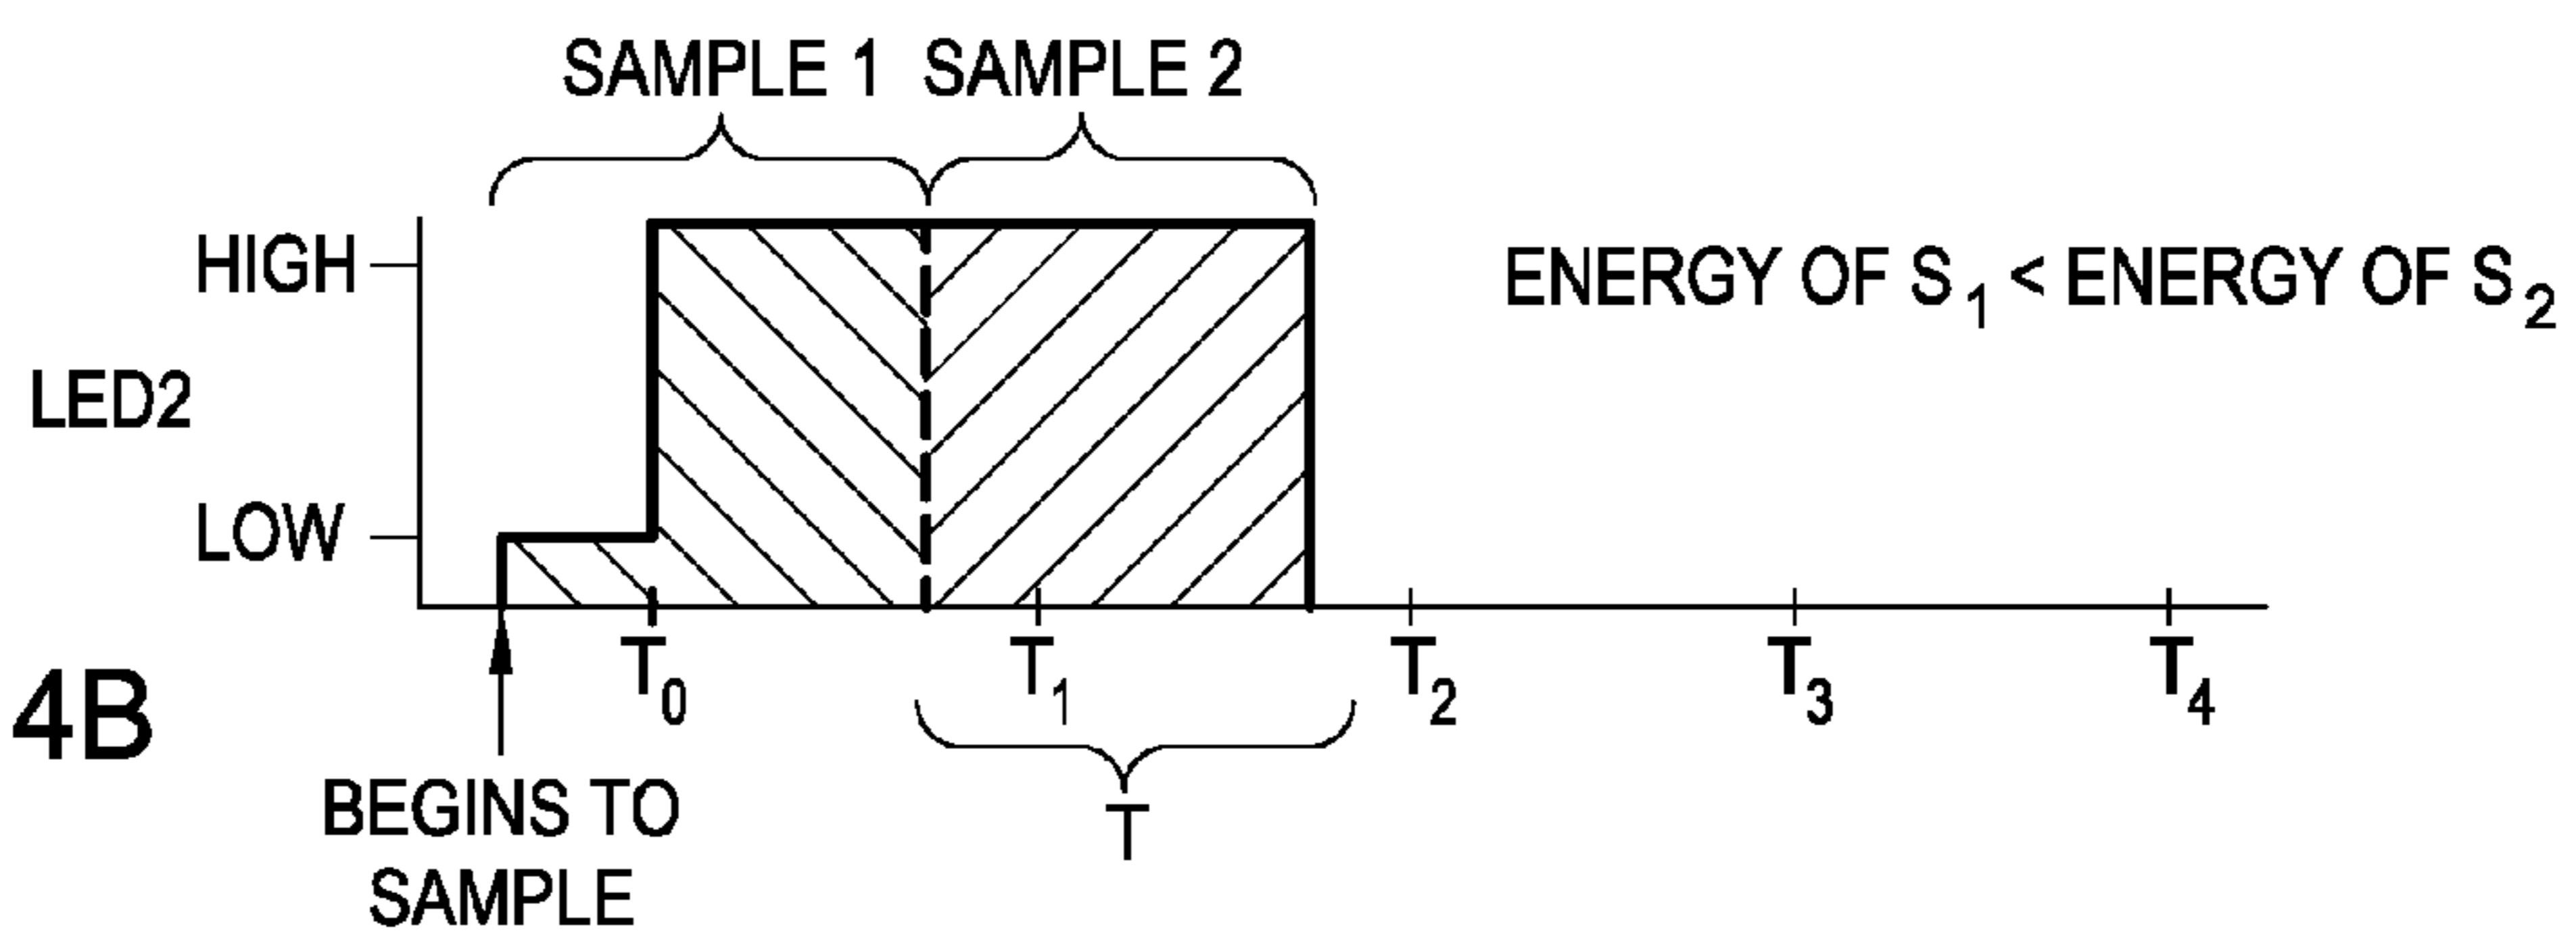 SAMPLE 1 SAMPLE 2
HIGH
ENERGY OF S1 < ENERGY OF S2
LED2
LOW
T0 T1 T2 T3 T4
4B
T
BEGINS TO
SAMPLE